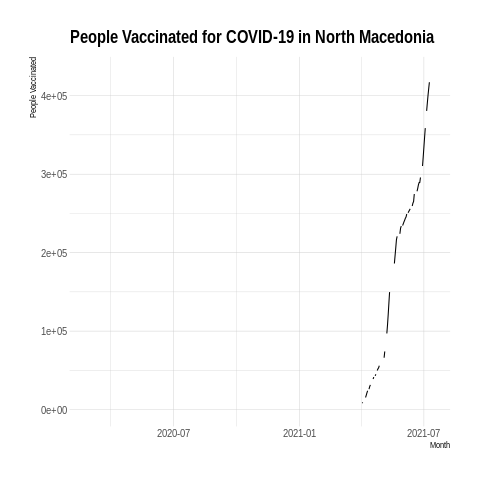 People Vaccinated for COVID-19 in North Macedonia
People Vaccinated
4e+05
3e+05
2e+05
1e+05
0e+00
2020-07 2021-01 2021-07
Month